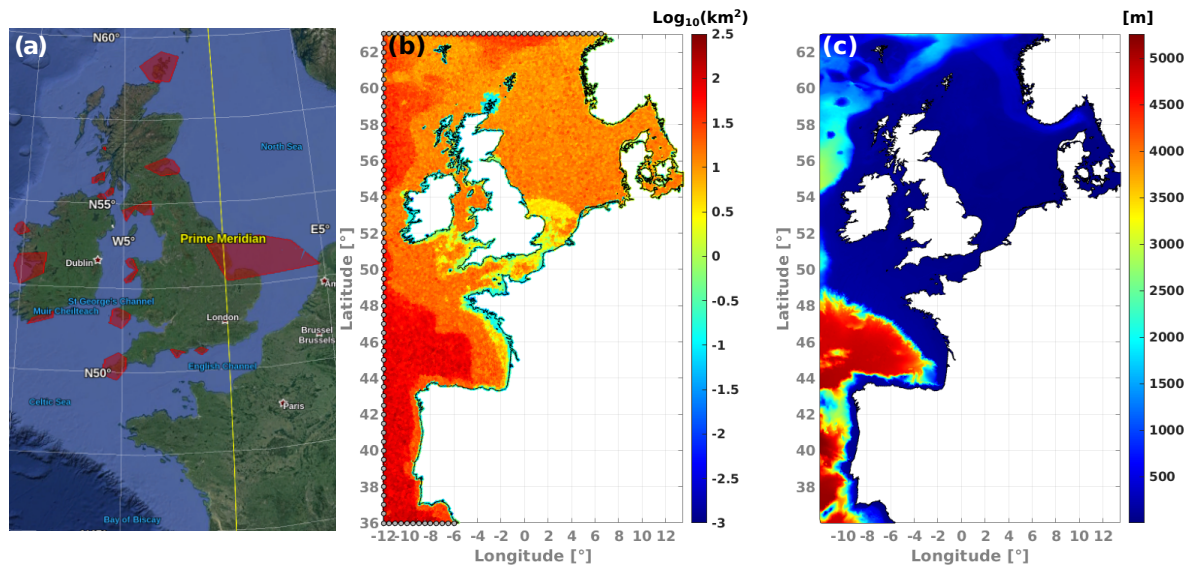 (a)
N60°
North Sea
N55°
W5°
Prime Meridian
E5°
Dublin
St George's Channel
Muir Cheilteach
London
Brussel
Brussels
N50°
English Channel
Celtic Sea
Paris
Bay of Biscay
Log₁₀(km²)
(b)
62
60
58
56
54
52
50
48
46
44
42
40
38
36
Latitude [°]
-12 -10 -8 -6 -4 -2 0 2 4 6 8 10 12
Longitude [°]
2.5
2
1.5
1
0.5
0
-0.5
-1
-1.5
-2
-2.5
-3
[m]
(c)
62
60
58
56
54
52
50
48
46
44
42
40
38
36
Latitude [°]
-10 -8 -6 -4 -2 0 2 4 6 8 10 12
Longitude [°]
5000
4500
4000
3500
3000
2500
2000
1500
1000
500